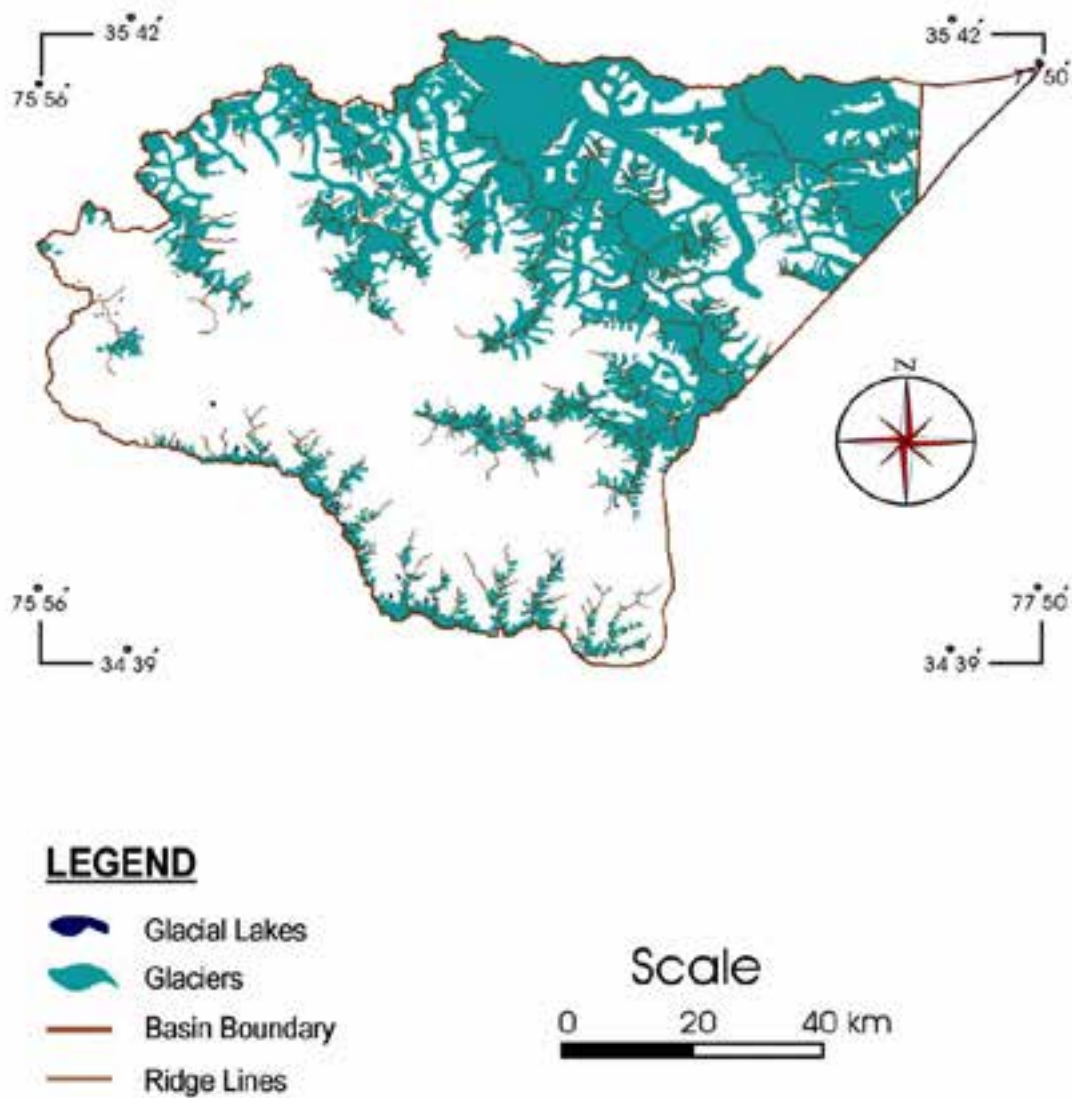 35°42´ 35°42´
75°56´ 77°50´
N
75°56´ 77°50´
34°39´ 34°39´
LEGEND
Glacial Lakes
Glaciers
Basin Boundary
Ridge Lines
Scale
0 20 40 km